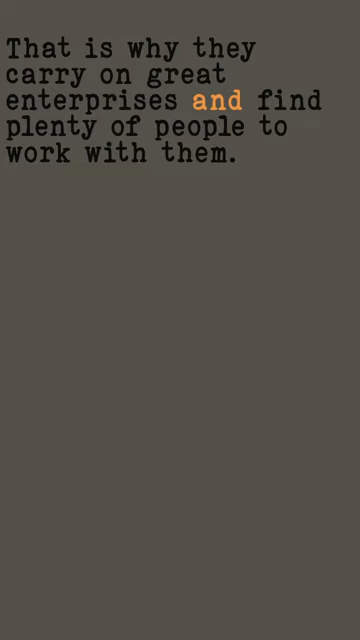 That is why they
carry on great
enterprises and find
plenty of people to
work with them.